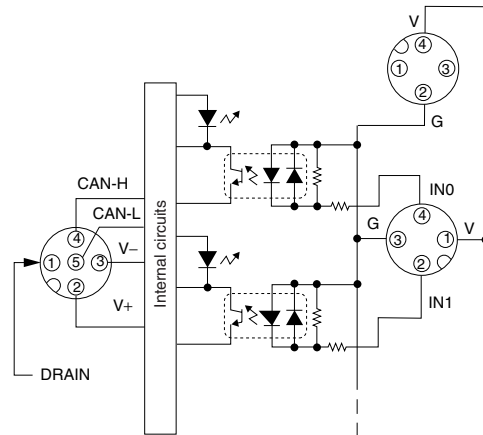 V
4
1
3
2
G
CAN-H
CAN-L
4
1
5
3
2
V−
V+
DRAIN
Internal circuits
IN0
4
G
3
1
V
2
IN1